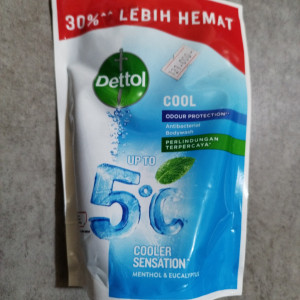 30%** LEBIH HEMAT
Dettol
COOL
ODOUR PROTECTION**
Antibacterial
Bodywash
PERLINDUNGAN
TERPERCAYA*
UP TO
5°C
COOLER
SENSATION
MENTHOL & EUCALYPTUS